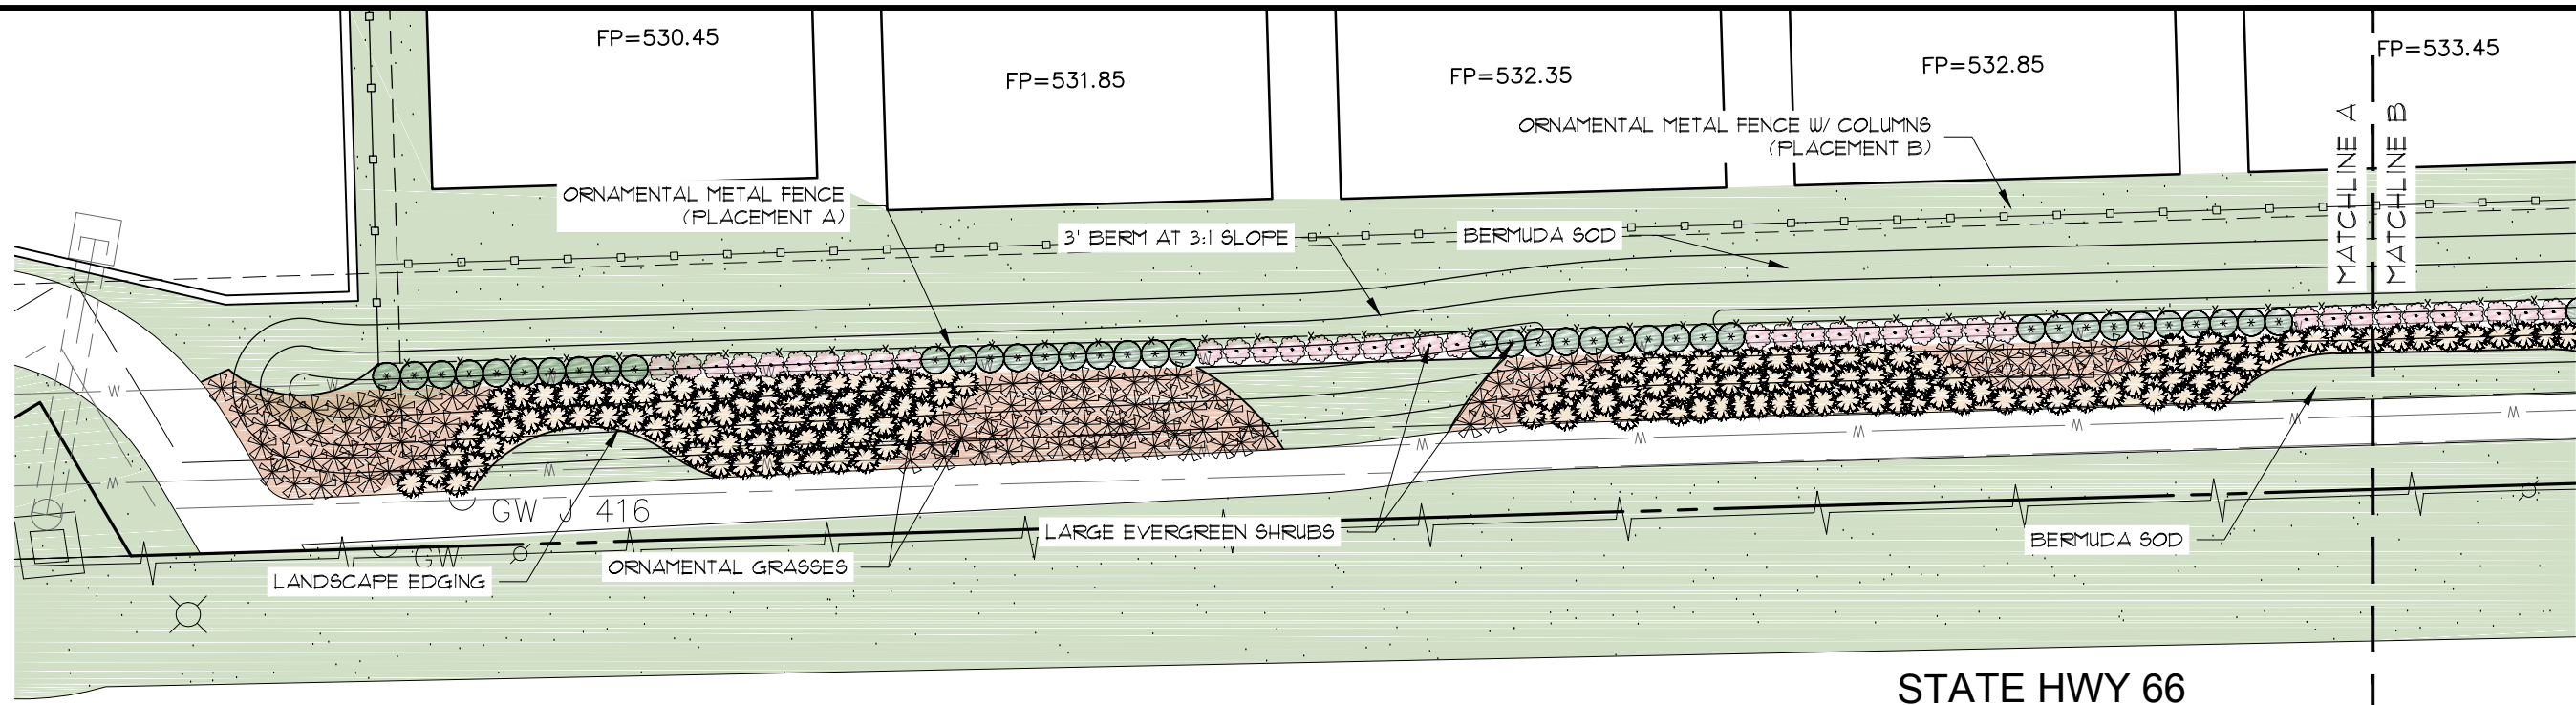 FP=530.45
FP=531.85
FP=532.35
FP=532.85
FP=533.45
ORNAMENTAL METAL FENCE W/ COLUMNS
(PLACEMENT B)
MATCHLINE A
MATCHLINE B
ORNAMENTAL METAL FENCE
(PLACEMENT A)
3' BERM AT 3:1 SLOPE
BERMUDA SOD
W
W
W
W
W
W
W
W
W
W
GW J 416
GW
LARGE EVERGREEN SHRUBS
BERMUDA SOD
ORNAMENTAL GRASSES
LANDSCAPE EDGING
STATE HWY 66